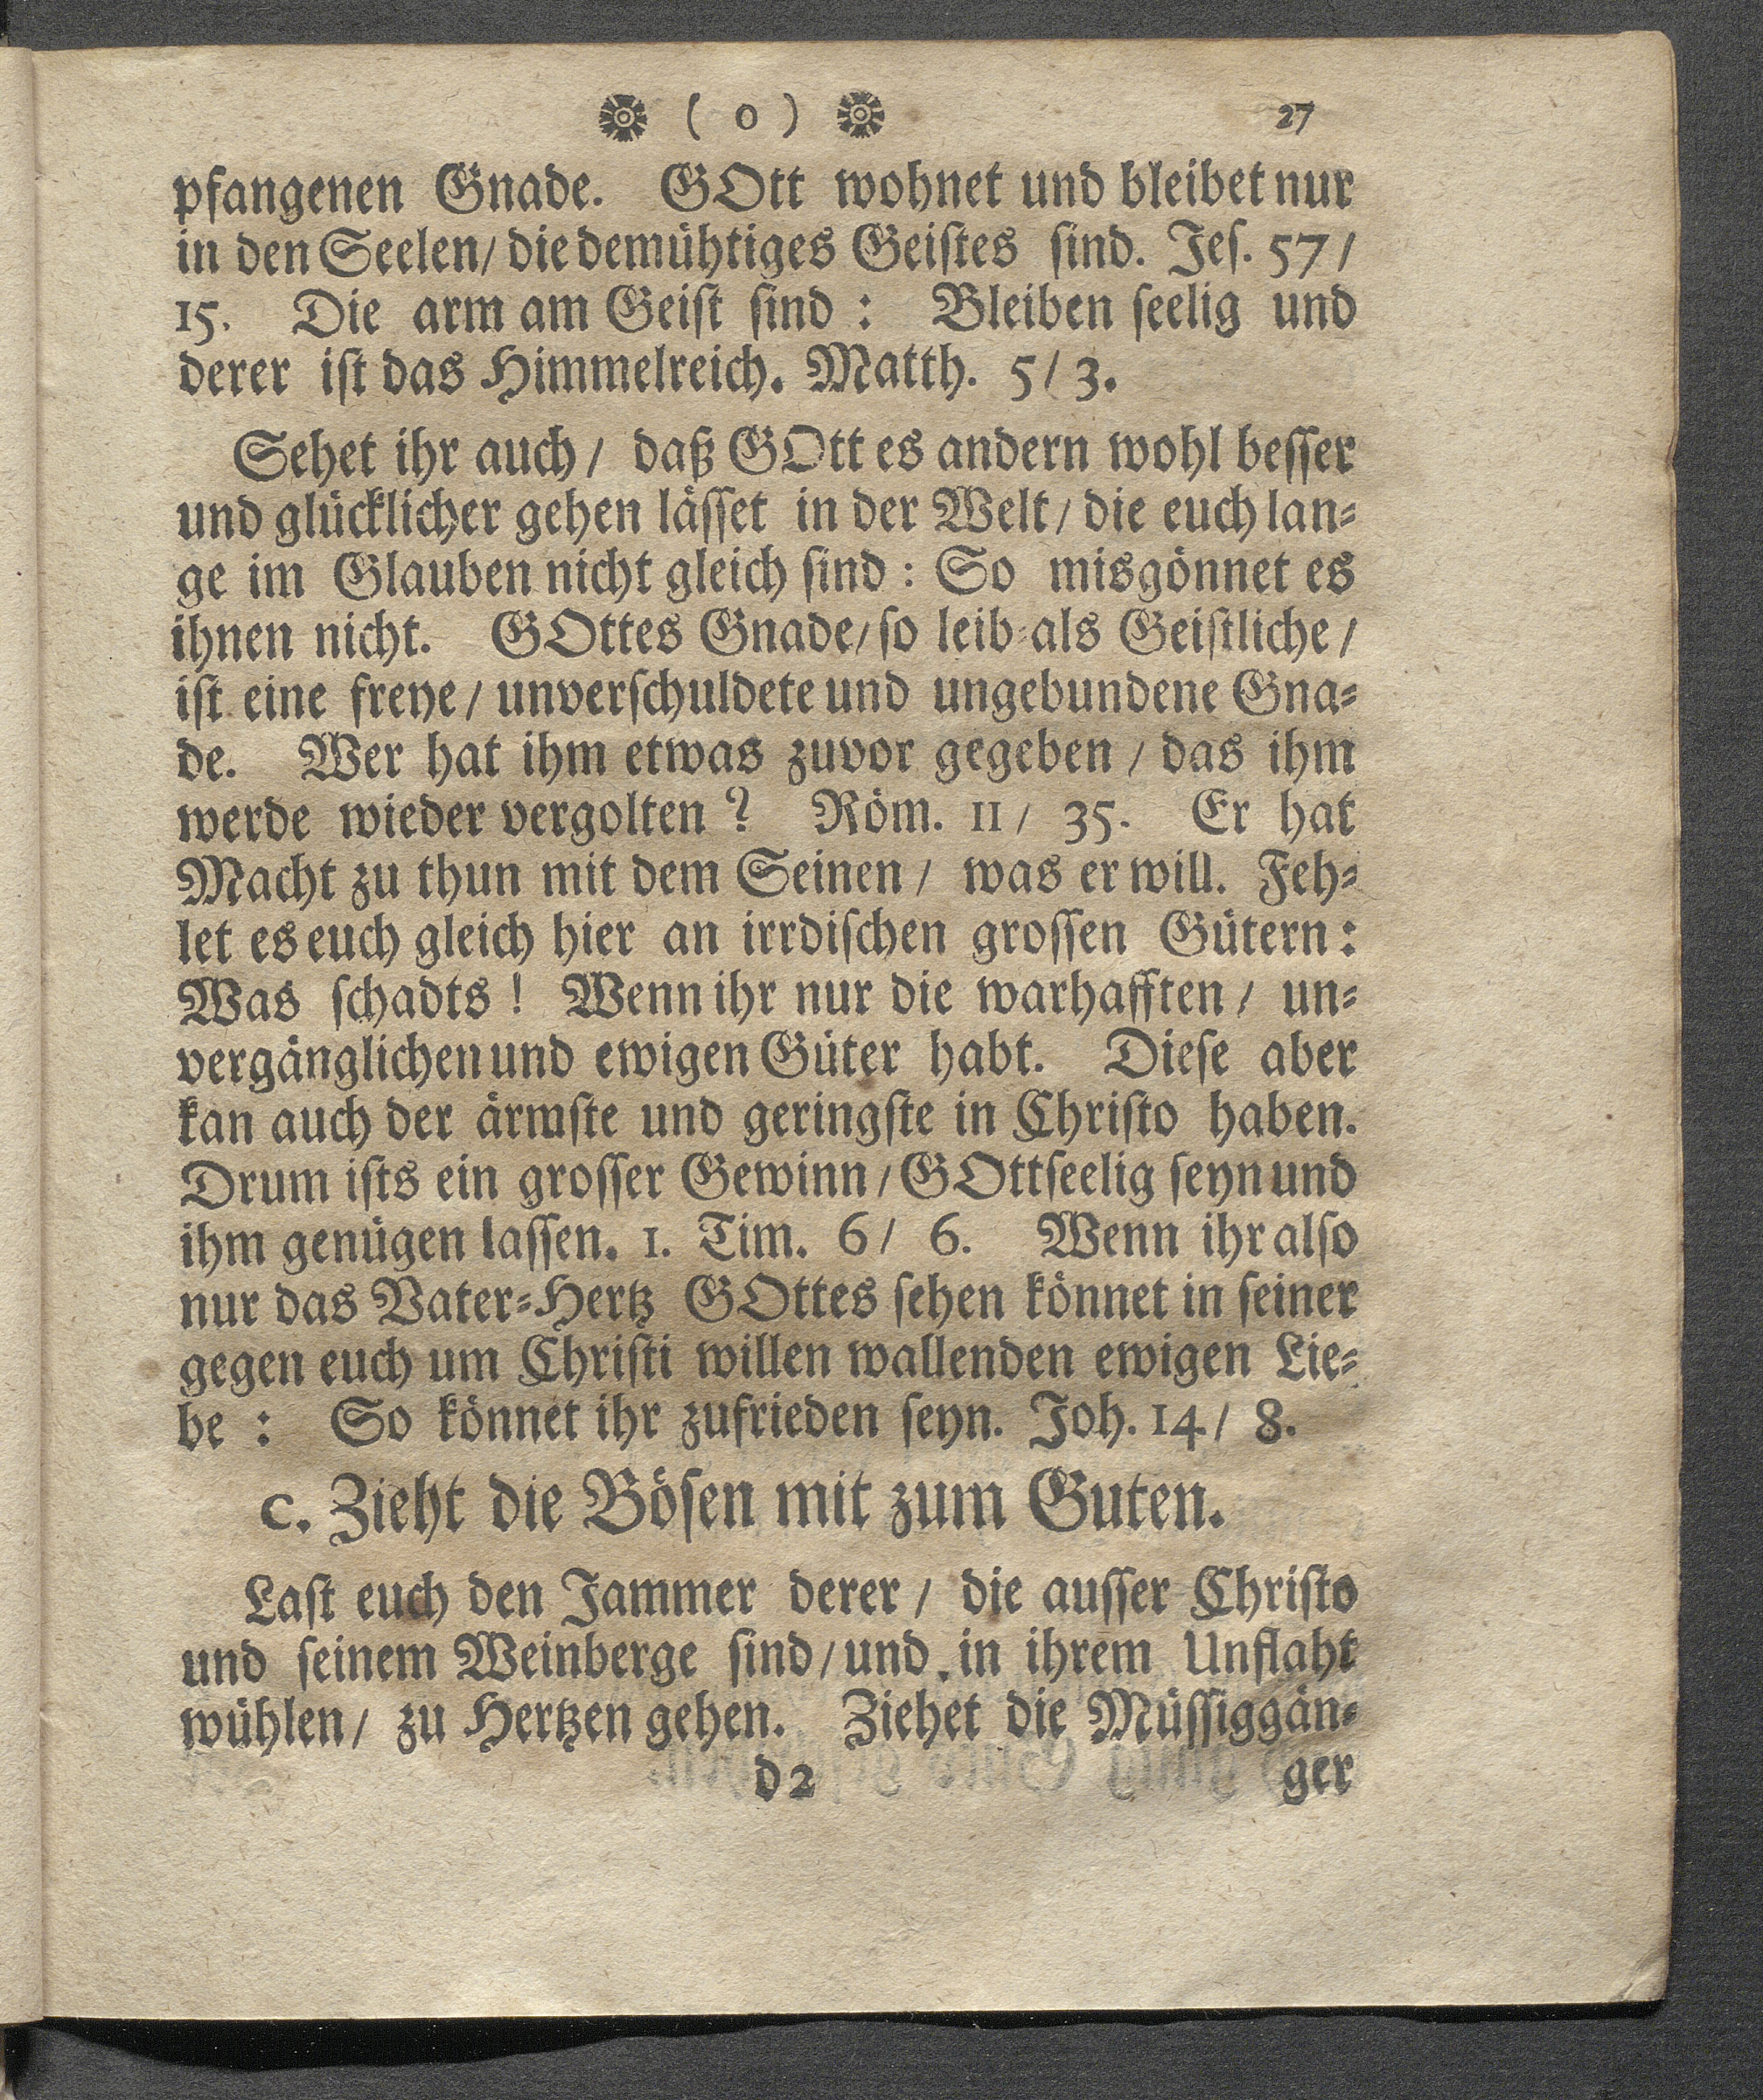 ( 0 ) 27
pfangenen Gnade. GOtt wohnet und bleibet nur
in den Seelen/ die demühtiges Geiſtes ſind. Jeſ. 57/
15. Die arm am Geiſt ſind : Bleiben ſeelig und
derer iſt das Himmelreich. Matth. 5/ 3.
Sehet ihr auch/ daß GOtt es andern wohl beſſer
und glücklicher gehen läſſet in der Welt/ die euch lan⸗
ge im Glauben nicht gleich ſind : So misgönnet es
ihnen nicht. GOttes Gnade/ ſo leib⸗als Geiſtliche/
iſt eine freye/ unverſchuldete und ungebundene Gna⸗
de. Wer hat ihm etwas zuvor gegeben/ das ihm
werde wieder vergolten? Röm. 11/ 35. Er hat
Macht zu thun mit dem Seinen/ was er will. Feh⸗
let es euch gleich hier an irrdiſchen groſſen Gütern:
Was ſchadts! Wenn ihr nur die warhafften/ un⸗
vergänglichen und ewigen Güter habt. Dieſe aber
kan auch der ärmſte und geringſte in Chriſto haben.
Drum iſts ein groſſer Gewinn/ GOttſeelig ſeyn und
ihm genügen laſſen. 1. Tim. 6/ 6. Wenn ihr alſo
nur das Vater⸗Hertz GOttes ſehen könnet in ſeiner
gegen euch um Chriſti willen wallenden ewigen Lie⸗
be : So könnet ihr zufrieden ſeyn. Joh. 14/ 8.
c. Zieht die Böſen mit zum Guten.
Laſt euch den Jammer derer/ die auſſer Chriſto
und ſeinem Weinberge ſind/ und in ihrem Unflaht
wühlen/ zu Hertzen gehen. Ziehet die Müſſiggän⸗
d 2 ger